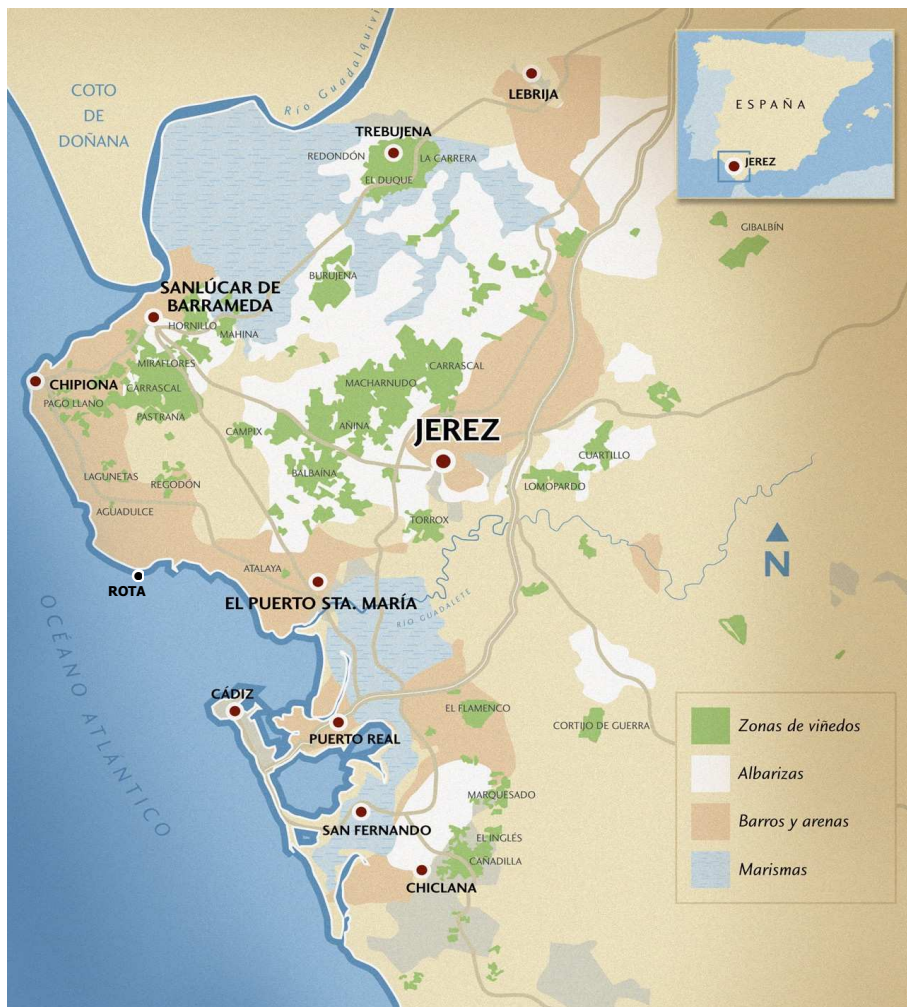 COTO
DE
DOÑANA
Río Guadalquivir
LEBRIJA
ESPAÑA
JEREZ
TREBUJENA
REDONDÓN
LA CARRERA
EL DUQUE
GIBALBÍN
BURUJENA
SANLÚCAR DE
BARRAMEDA
HORNILLO
MAHINA
MIRAFLORES
CARRASCAL
MACHARNUDO
CHIPIONA
CARRASCAL
PAGO LLANO
PASTRANA
CAMPIX
AÑINA
JEREZ
BALBAÍNA
CUARTILLO
LAGUNETAS
REGODÓN
LOMOPARDO
AGUADULCE
TORROX
N
ATALAYA
ROTA
EL PUERTO STA. MARÍA
RÍO GUADALETE
OCÉANO ATLÁNTICO
CÁDIZ
EL FLAMENCO
PUERTO REAL
CORTIJO DE GUERRA
MARQUESADO
SAN FERNANDO
EL INGLÉS
CAÑADILLA
CHICLANA
Zonas de viñedos
Albarizas
Barros y arenas
Marismas